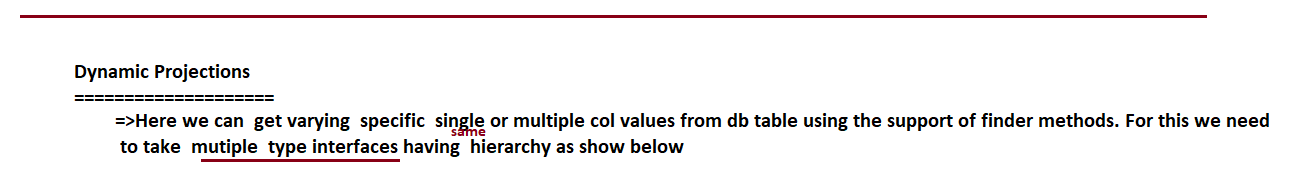 Dynamic Projections
====================
=>Here we can get varying specific single or multiple col values from db table using the support of finder methods. For this we need
same
to take mutiple type interfaces having hierarchy as show below